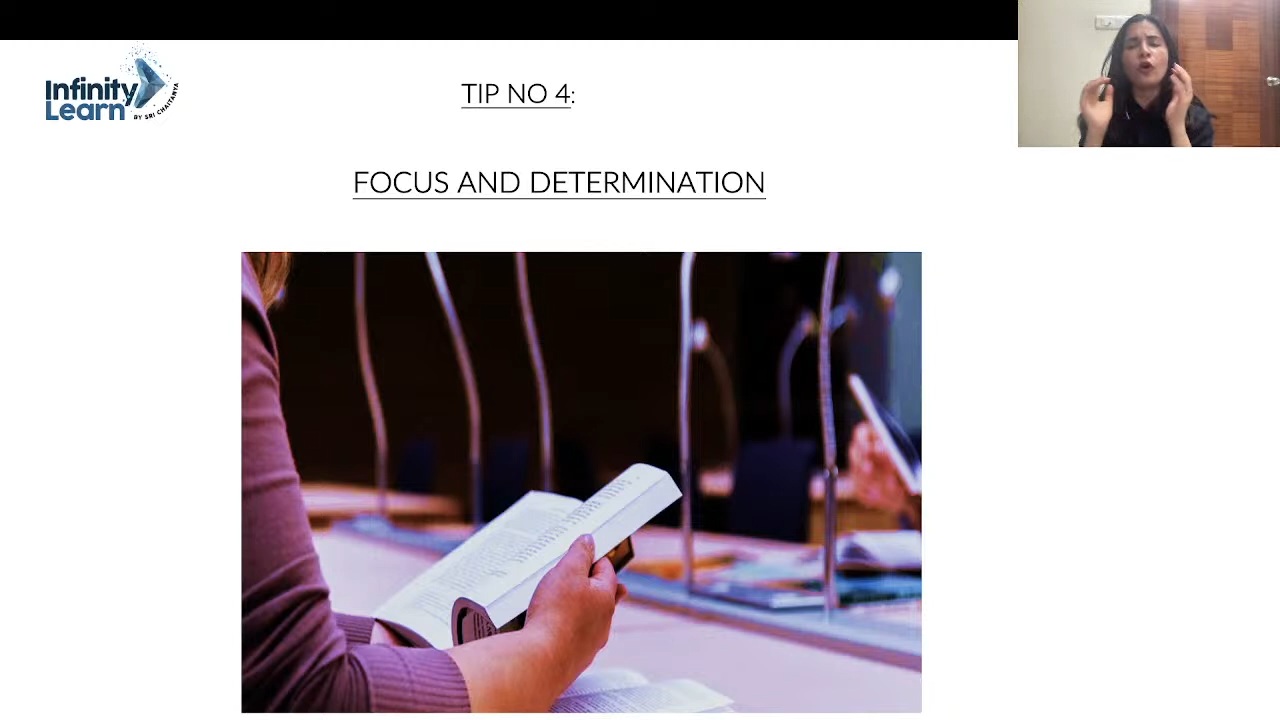 Infinity
Learn
BY SRI CHAITANYA
TIP NO 4:
FOCUS AND DETERMINATION